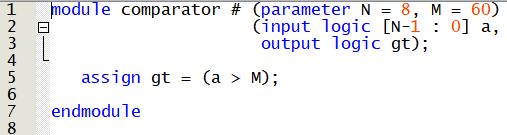 1 module comparator # (parameter N = 8, M = 60)
2 (input logic [N-1 : 0] a,
3 output logic gt);
4
5 assign gt = (a > M);
6
7 endmodule
8